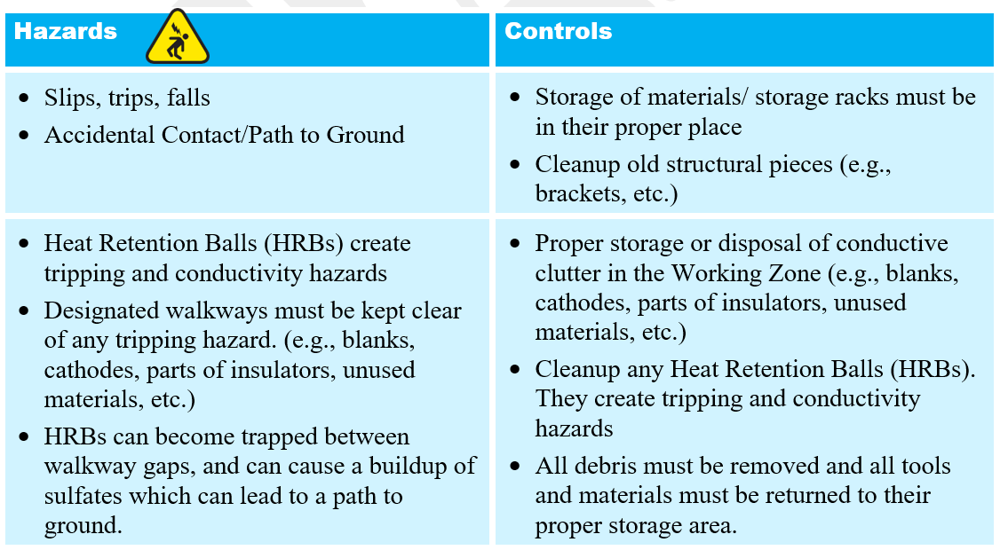 Hazards
Controls
• Slips, trips, falls
• Accidental Contact/Path to Ground
• Storage of materials/ storage racks must be
in their proper place
• Cleanup old structural pieces (e.g.,
brackets, etc.)
• Heat Retention Balls (HRBs) create
tripping and conductivity hazards
• Designated walkways must be kept clear
of any tripping hazard. (e.g., blanks,
cathodes, parts of insulators, unused
materials, etc.)
• HRBs can become trapped between
walkway gaps, and can cause a buildup of
sulfates which can lead to a path to
ground.
• Proper storage or disposal of conductive
clutter in the Working Zone (e.g., blanks,
cathodes, parts of insulators, unused
materials, etc.)
• Cleanup any Heat Retention Balls (HRBs).
They create tripping and conductivity
hazards
• All debris must be removed and all tools
and materials must be returned to their
proper storage area.